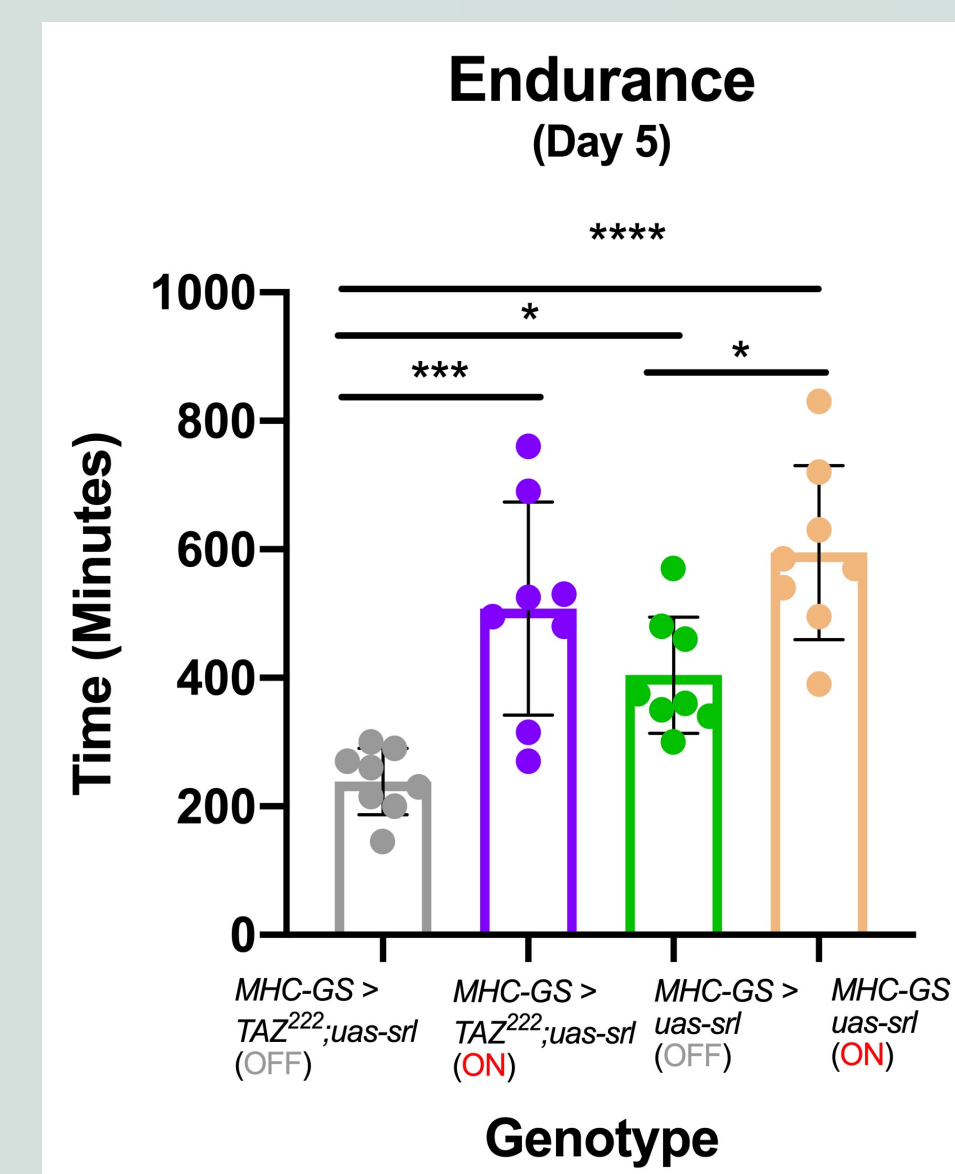 Endurance
(Day 5)
****
*
*
***
1000
800
600
400
200
0
Time (Minutes)
MHC-GS >
TAZ²²²;uas-srl
(OFF)
MHC-GS >
TAZ²²²;uas-srl
(ON)
MHC-GS >
uas-srl
(OFF)
MHC-GS
uas-srl
(ON)
Genotype